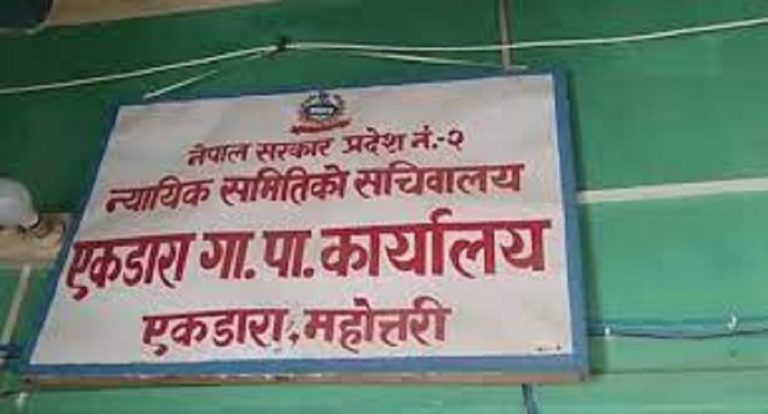 नेपाल सरकार प्रदेश नं.-२
न्यायिक समितिको सचिवालय
एकडारा गा.पा.कार्यालय
एकडारा, महोत्तरी